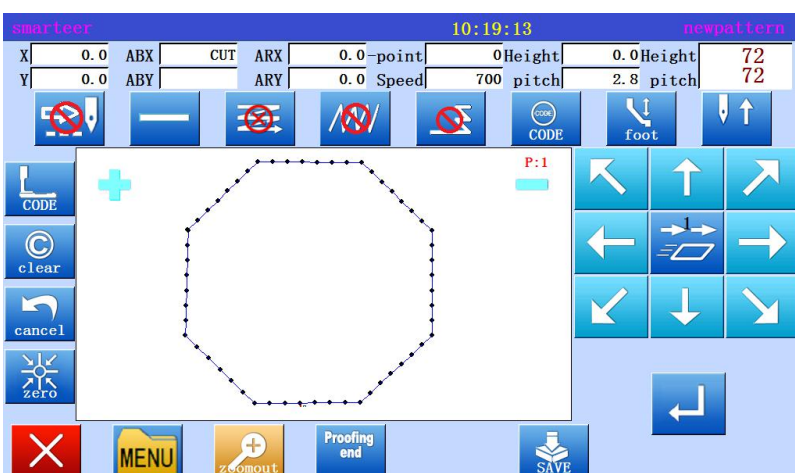 smarteer 10:19:13 newpattern
X 0.0 ABX CUT ARX 0.0 -point 0 Height 0.0 Height 72
Y 0.0 ABY ARY 0.0 Speed 700 pitch 2.8 pitch 72
CODE
CODE foot
P:1
CODE
1
clear
cancel
zero
MENU zoomout Proofing
end
SAVE